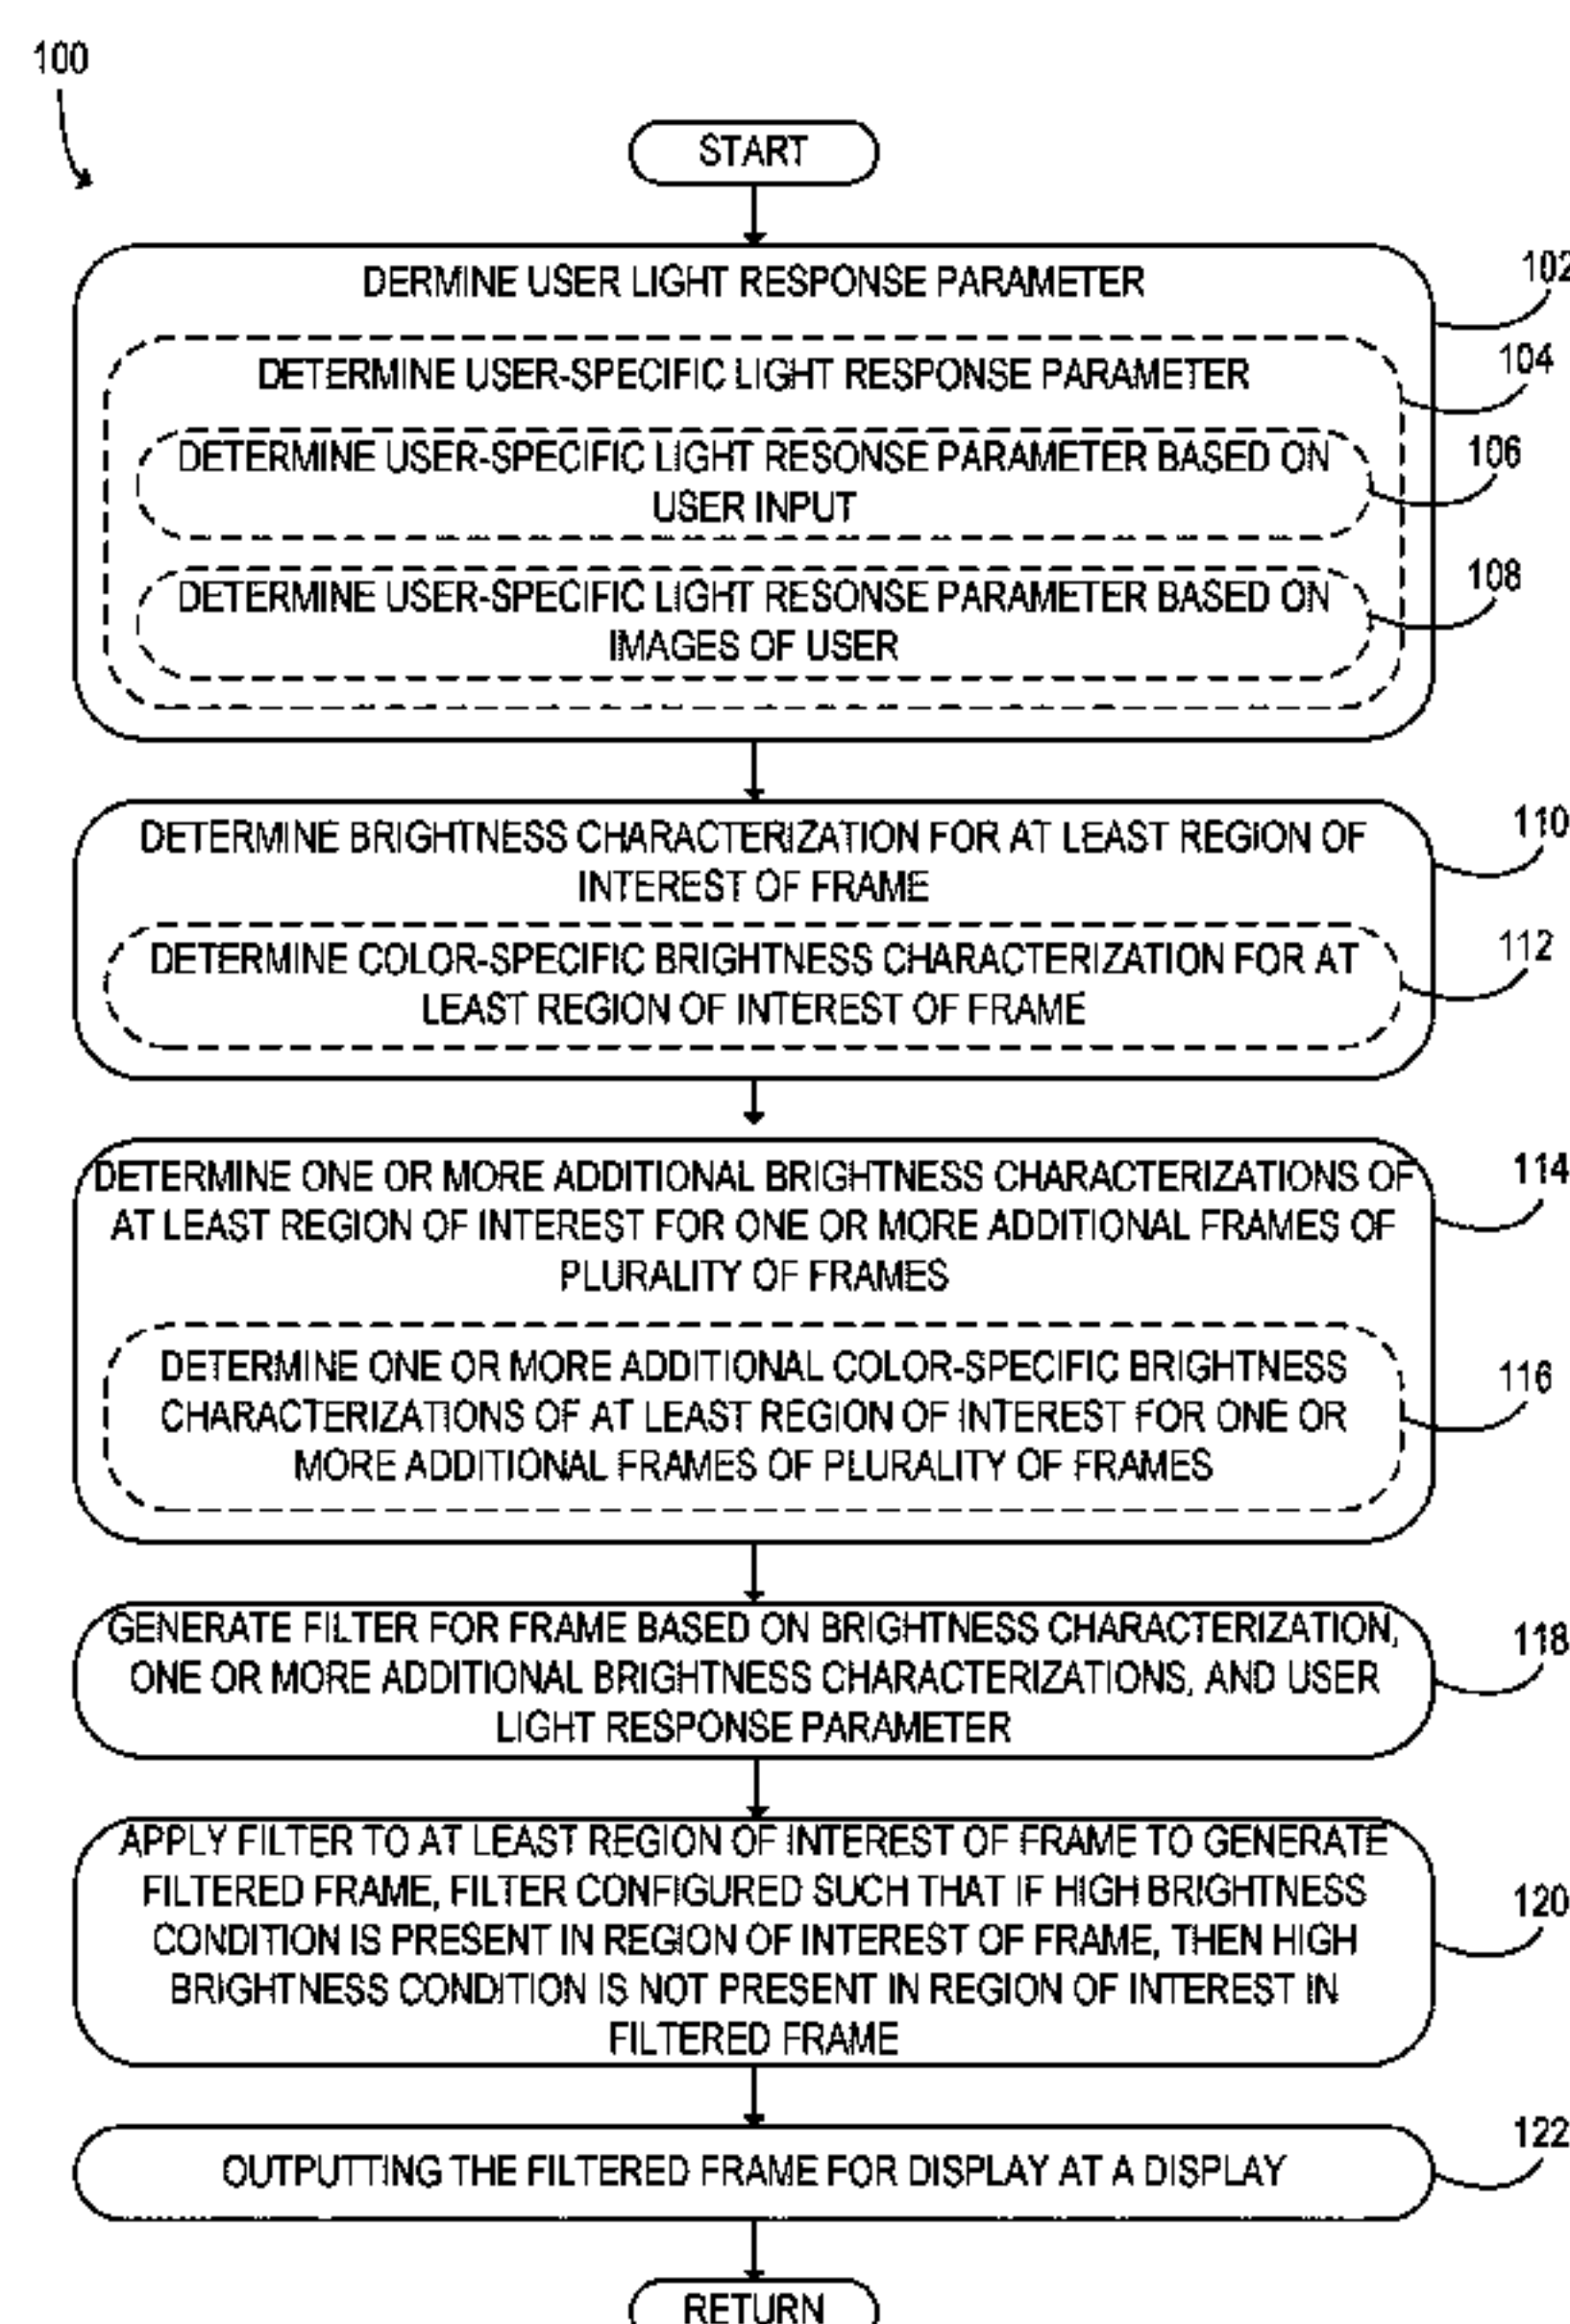 100
START
DERMINE USER LIGHT RESPONSE PARAMETER
102
DETERMINE USER-SPECIFIC LIGHT RESPONSE PARAMETER
104
DETERMINE USER-SPECIFIC LIGHT RESONSE PARAMETER BASED ON
USER INPUT
106
DETERMINE USER-SPECIFIC LIGHT RESONSE PARAMETER BASED ON
IMAGES OF USER
108
DETERMINE BRIGHTNESS CHARACTERIZATION FOR AT LEAST REGION OF
INTEREST OF FRAME
110
DETERMINE COLOR-SPECIFIC BRIGHTNESS CHARACTERIZATION FOR AT
LEAST REGION OF INTEREST OF FRAME
112
DETERMINE ONE OR MORE ADDITIONAL BRIGHTNESS CHARACTERIZATIONS OF
AT LEAST REGION OF INTEREST FOR ONE OR MORE ADDITIONAL FRAMES OF
PLURALITY OF FRAMES
114
DETERMINE ONE OR MORE ADDITIONAL COLOR-SPECIFIC BRIGHTNESS
CHARACTERIZATIONS OF AT LEAST REGION OF INTEREST FOR ONE OR
MORE ADDITIONAL FRAMES OF PLURALITY OF FRAMES
116
GENERATE FILTER FOR FRAME BASED ON BRIGHTNESS CHARACTERIZATION,
ONE OR MORE ADDITIONAL BRIGHTNESS CHARACTERIZATIONS, AND USER
LIGHT RESPONSE PARAMETER
118
APPLY FILTER TO AT LEAST REGION OF INTEREST OF FRAME TO GENERATE
FILTERED FRAME, FILTER CONFIGURED SUCH THAT IF HIGH BRIGHTNESS
CONDITION IS PRESENT IN REGION OF INTEREST OF FRAME, THEN HIGH
BRIGHTNESS CONDITION IS NOT PRESENT IN REGION OF INTEREST IN
FILTERED FRAME
120
OUTPUTTING THE FILTERED FRAME FOR DISPLAY AT A DISPLAY
122
RETURN